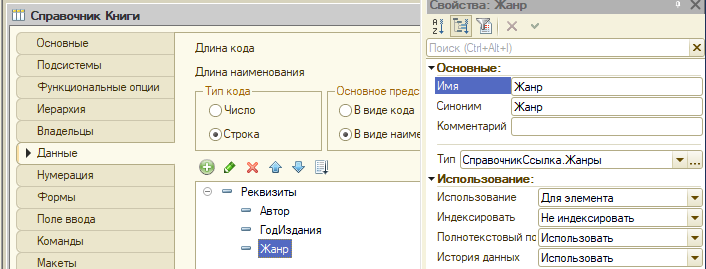 Справочник Книги
Основные
Подсистемы
Функциональные опции
Иерархия
Владельцы
Данные
Нумерация
Формы
Поле ввода
Команды
Макеты
Длина кода
Длина наименования
Тип кода
Число
Строка
Основное предс
В виде кода
В виде наиме
Реквизиты
Автор
ГодИздания
Жанр
Свойства: Жанр
Поиск (Ctrl+Alt+I)
Основные:
Имя Жанр
Синоним Жанр
Комментарий
Тип СправочникСсылка.Жанры ...
Использование:
Использование Для элемента
Индексировать Не индексировать
Полнотекстовый по Использовать
История данных Использовать